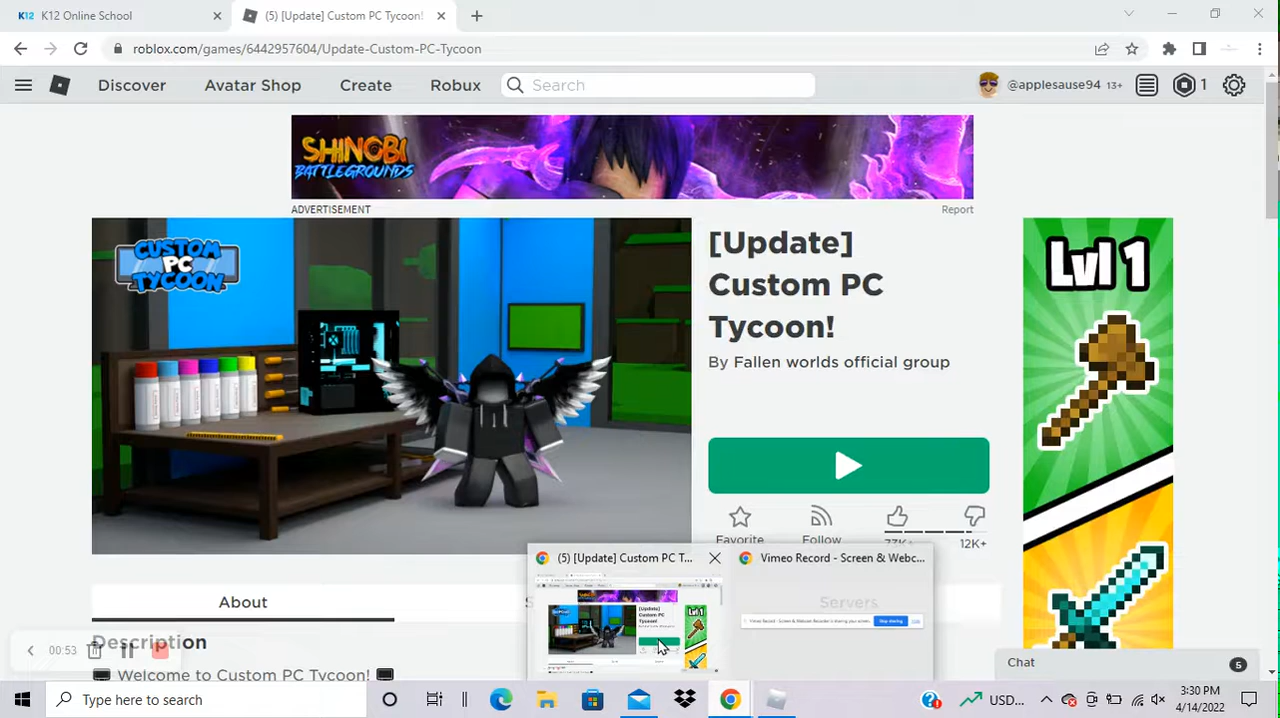 K12 K12 Online School
(5) [Update] Custom PC Tycoon!
roblox.com/games/6442957604/Update-Custom-PC-Tycoon
Discover Avatar Shop Create Robux Search @applesause94 13+ 1
SHINOBI
BATTLEGROUNDS
ADVERTISEMENT Report
CUSTOM
PC
TYCOON
[Update]
Custom PC
Tycoon!
By Fallen worlds official group
Lvl 1
Favorite Follow 12K+
(5) [Update] Custom PC T... Vimeo Record - Screen & Webc...
About Servers
Stop sharing
00:53
Description
Welcome to Custom PC Tycoon!
Chat 5
Type here to search USD... 3:30 PM
4/14/2022